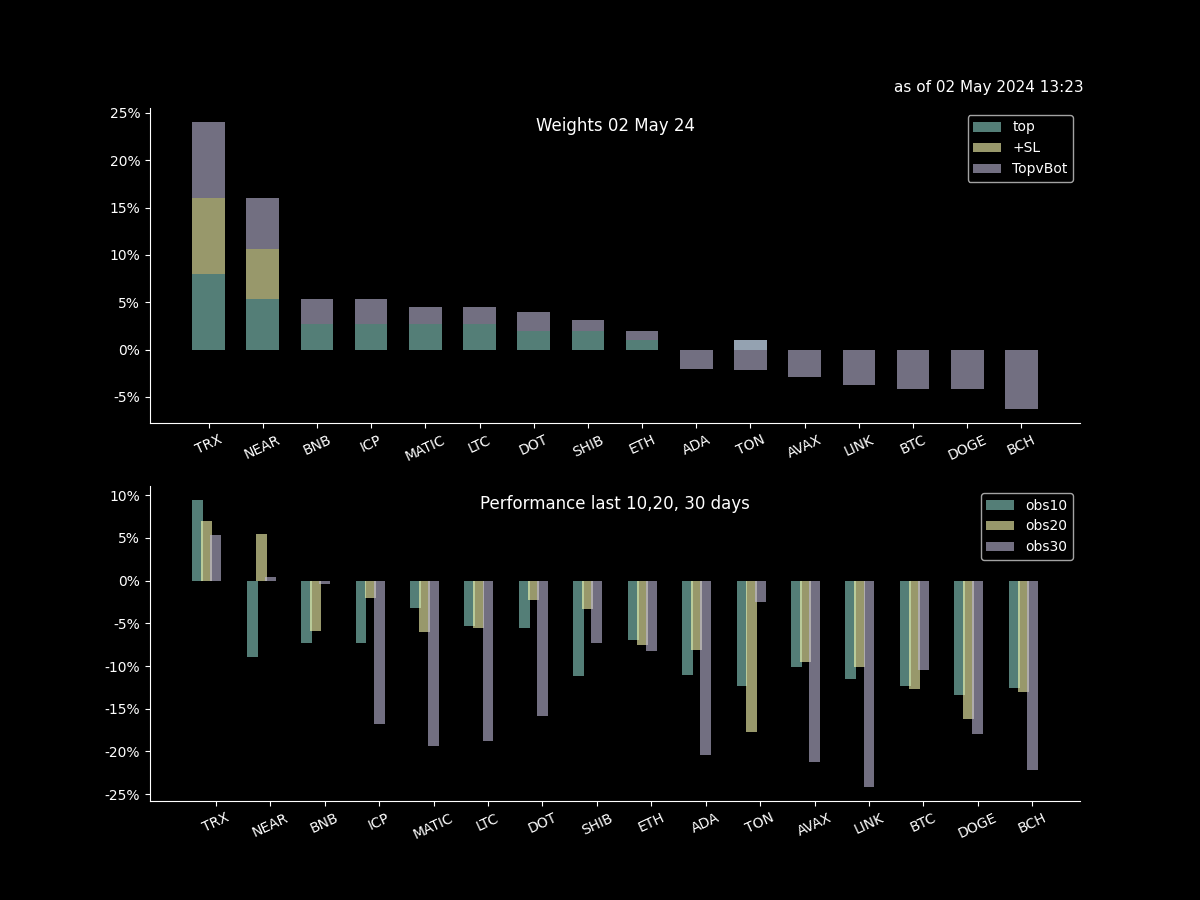 as of 02 May 2024 13:23
Weights 02 May 24
top
+SL
TopvBot
25%
20%
15%
10%
5%
0%
-5%
TRX NEAR BNB ICP MATIC LTC DOT SHIB ETH ADA TON AVAX LINK BTC DOGE BCH
Performance last 10,20, 30 days
obs10
obs20
obs30
10%
5%
0%
-5%
-10%
-15%
-20%
-25%
TRX NEAR BNB ICP MATIC LTC DOT SHIB ETH ADA TON AVAX LINK BTC DOGE BCH